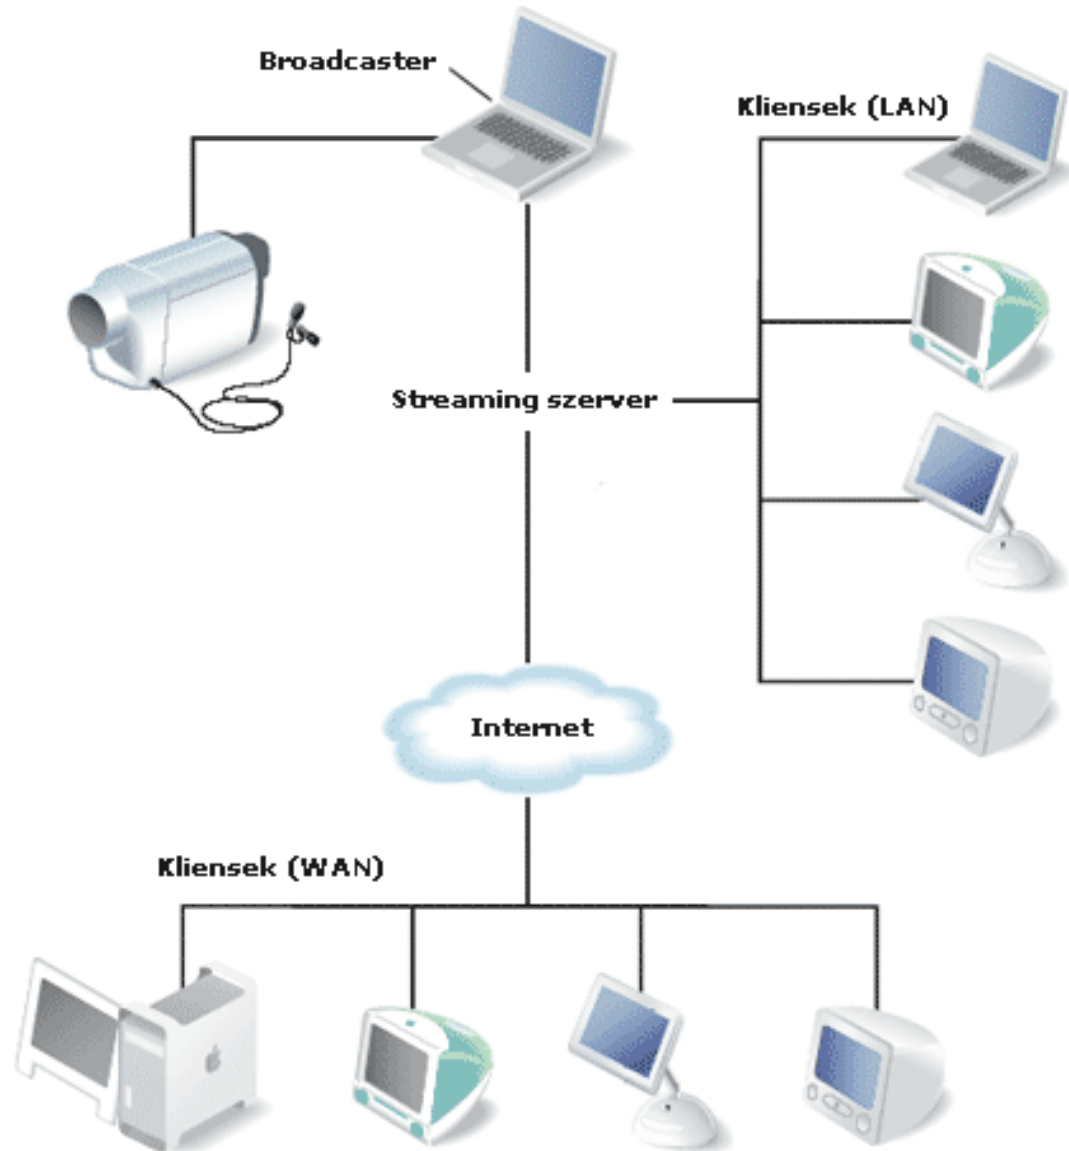 Broadcaster
Kliensek (LAN)
Streaming szerver
Internet
Kliensek (WAN)